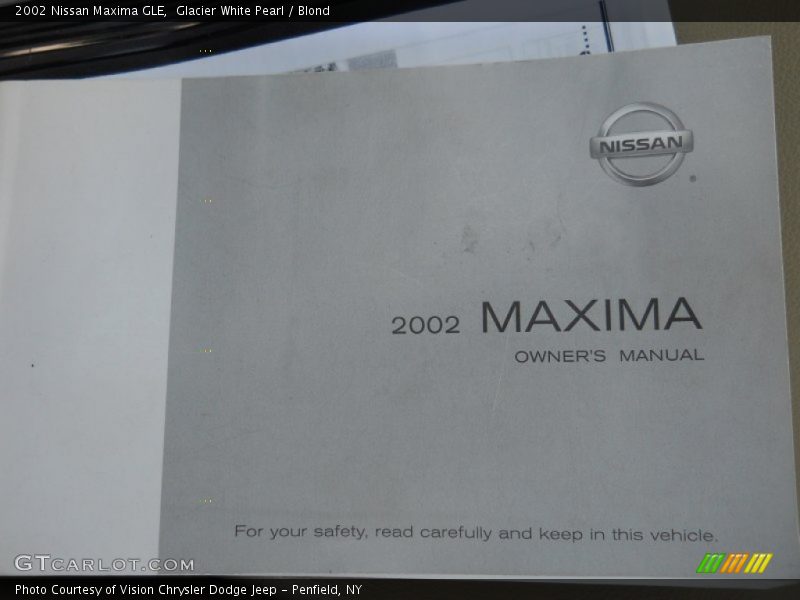 2002 Nissan Maxima GLE,  Glacier White Pearl / Blond
NISSAN
®
2002 MAXIMA
OWNER'S MANUAL
For your safety, read carefully and keep in this vehicle.
GTCARLOT.COM
Photo Courtesy of Vision Chrysler Dodge Jeep – Penfield, NY